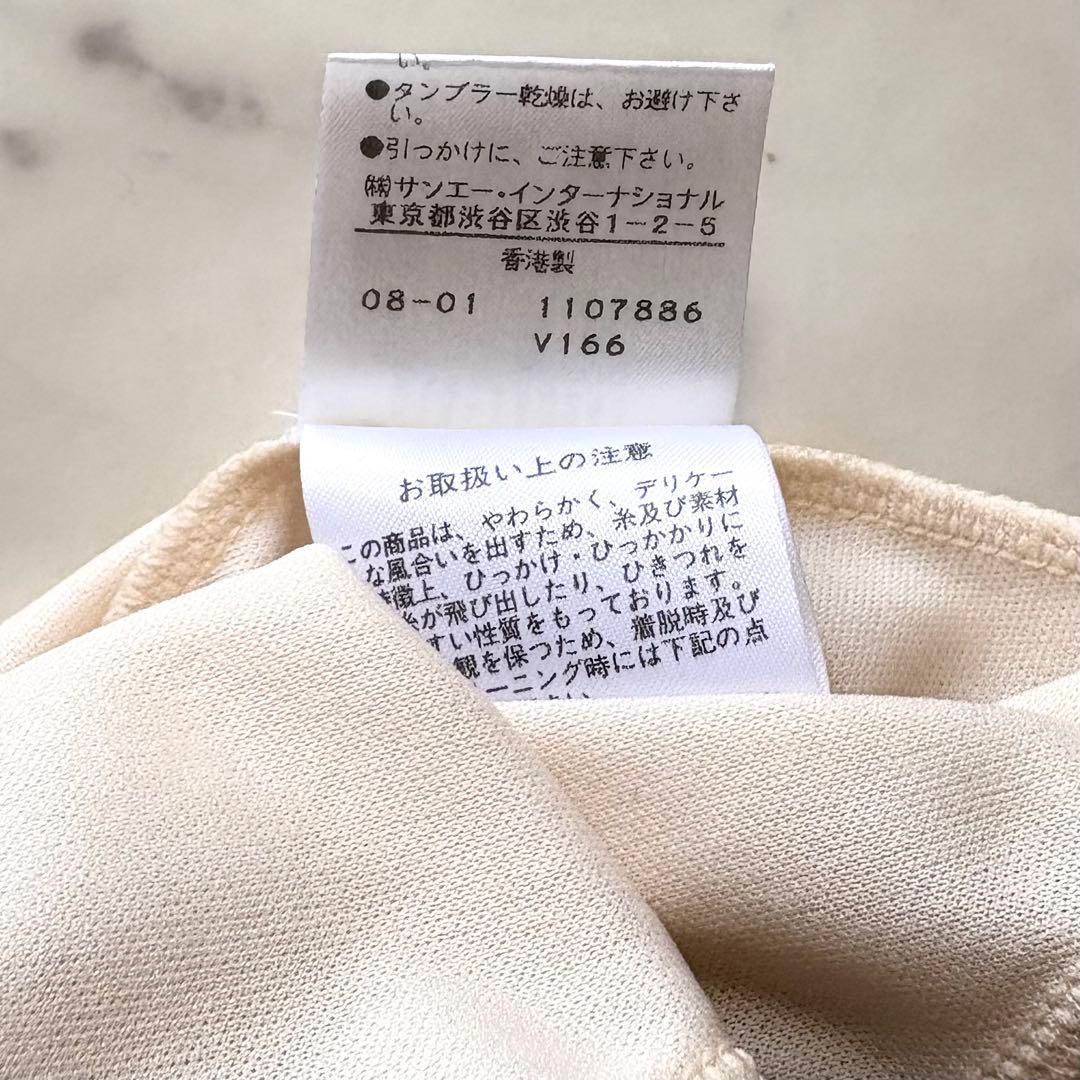 い。
●タンブラー乾燥は、お避け下さ
い。
●引っかけに、ご注意下さい。
㈱サンエー・インターナショナル
東京都渋谷区渋谷1-2-5
香港製
08-01 1107886
V166
お取扱い上の注意
この商品は、やわらかく、デリケー
な風合いを出すため、糸及び素材
特徴上、ひっかけ・ひっかかりに
糸が飛び出したり、ひきつれを
すい性質をもっております。
観を保つため、着脱時及び
ーニング時には下記の点
さい。